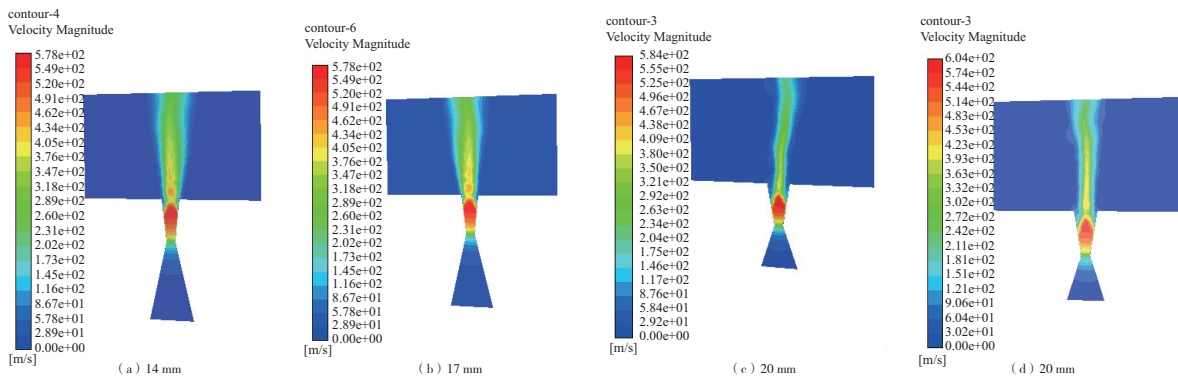 contour-4
Velocity Magnitude
5.78e+02
5.49e+02
5.20e+02
4.91e+02
4.62e+02
4.34e+02
4.05e+02
3.76e+02
3.47e+02
3.18e+02
2.89e+02
2.60e+02
2.31e+02
2.02e+02
1.73e+02
1.45e+02
1.16e+02
8.67e+01
5.78e+01
2.89e+01
0.00e+00
[m/s]
(a) 14 mm
contour-6
Velocity Magnitude
5.78e+02
5.49e+02
5.20e+02
4.91e+02
4.62e+02
4.34e+02
4.05e+02
3.76e+02
3.47e+02
3.18e+02
2.89e+02
2.60e+02
2.31e+02
2.02e+02
1.73e+02
1.45e+02
1.16e+02
8.67e+01
5.78e+01
2.89e+01
0.00e+00
[m/s]
(b) 17 mm
contour-3
Velocity Magnitude
5.84e+02
5.55e+02
5.25e+02
4.96e+02
4.67e+02
4.38e+02
4.09e+02
3.80e+02
3.50e+02
3.21e+02
2.92e+02
2.63e+02
2.34e+02
2.04e+02
1.75e+02
1.46e+02
1.17e+02
8.76e+01
5.84e+01
2.92e+01
0.00e+00
[m/s]
(c) 20 mm
contour-3
Velocity Magnitude
6.04e+02
5.74e+02
5.44e+02
5.14e+02
4.83e+02
4.53e+02
4.23e+02
3.93e+02
3.63e+02
3.32e+02
3.02e+02
2.72e+02
2.42e+02
2.11e+02
1.81e+02
1.51e+02
1.21e+02
9.06e+01
6.04e+01
3.02e+01
0.00e+00
[m/s]
(d) 20 mm